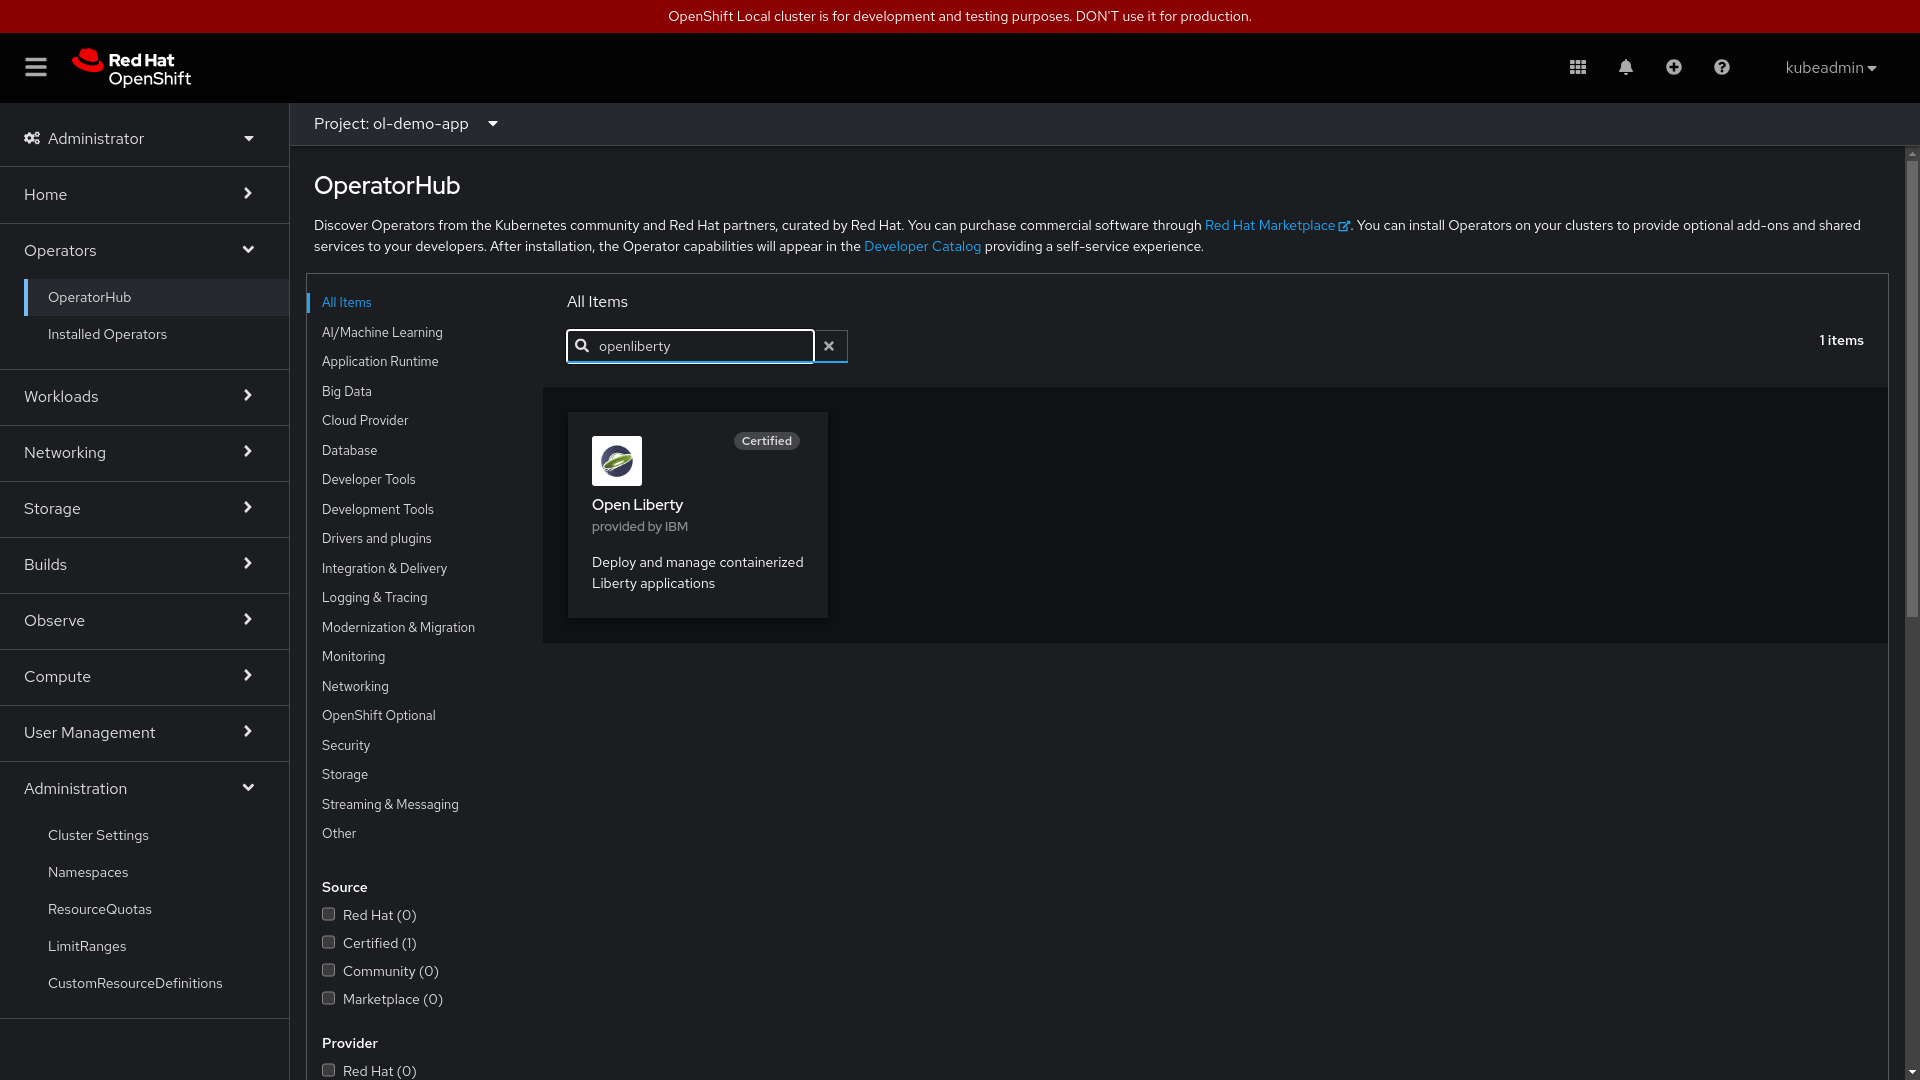 OpenShift Local cluster is for development and testing purposes. DON'T use it for production.
Red Hat
OpenShift
kubeadmin
Administrator
Home
Operators
OperatorHub
Installed Operators
Workloads
Networking
Storage
Builds
Observe
Compute
User Management
Administration
Cluster Settings
Namespaces
ResourceQuotas
LimitRanges
CustomResourceDefinitions
Project: ol-demo-app
OperatorHub
Discover Operators from the Kubernetes community and Red Hat partners, curated by Red Hat. You can purchase commercial software through Red Hat Marketplace. You can install Operators on your clusters to provide optional add-ons and shared
services to your developers. After installation, the Operator capabilities will appear in the Developer Catalog providing a self-service experience.
All Items
AI/Machine Learning
Application Runtime
Big Data
Cloud Provider
Database
Developer Tools
Development Tools
Drivers and plugins
Integration & Delivery
Logging & Tracing
Modernization & Migration
Monitoring
Networking
OpenShift Optional
Security
Storage
Streaming & Messaging
Other
Source
Red Hat (0)
Certified (1)
Community (0)
Marketplace (0)
Provider
Red Hat (0)
All Items
openliberty
1 items
Certified
Open Liberty
provided by IBM
Deploy and manage containerized
Liberty applications